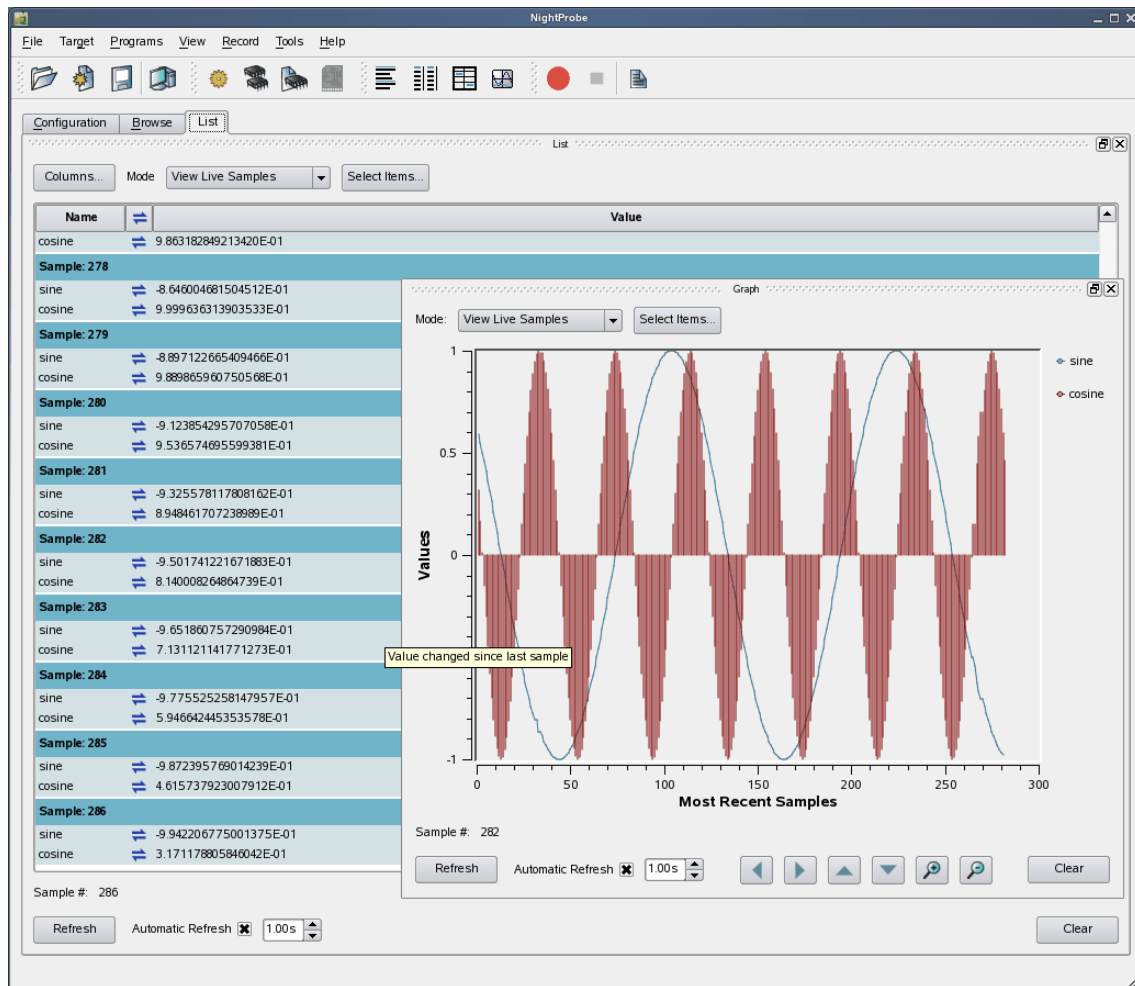 NightProbe
File Target Programs View Record Tools Help
Configuration Browse List
List
Columns... Mode View Live Samples Select Items...
Name Value
cosine 9.863182849213420E-01
Sample: 278
sine -8.646004681504512E-01
cosine 9.999636313903533E-01
Sample: 279
sine -8.897122665409466E-01
cosine 9.889865960750568E-01
Sample: 280
sine -9.123854295707058E-01
cosine 9.536574695599381E-01
Sample: 281
sine -9.325578117808162E-01
cosine 8.948461707238989E-01
Sample: 282
sine -9.501741221671883E-01
cosine 8.140008264864739E-01
Sample: 283
sine -9.651860757290984E-01
cosine 7.131121141771273E-01
Sample: 284
sine -9.775525258147957E-01
cosine 5.946642445353578E-01
Sample: 285
sine -9.872395769014239E-01
cosine 4.615737923007912E-01
Sample: 286
sine -9.942206775001375E-01
cosine 3.171178805846042E-01
Sample #: 286
Refresh Automatic Refresh 1.00s Clear
Value changed since last sample
Graph
Mode: View Live Samples Select Items...
sine
cosine
Values
1
0.5
0
-1
0 50 100 150 200 250 300
Most Recent Samples
Sample #: 282
Refresh Automatic Refresh 1.00s Clear